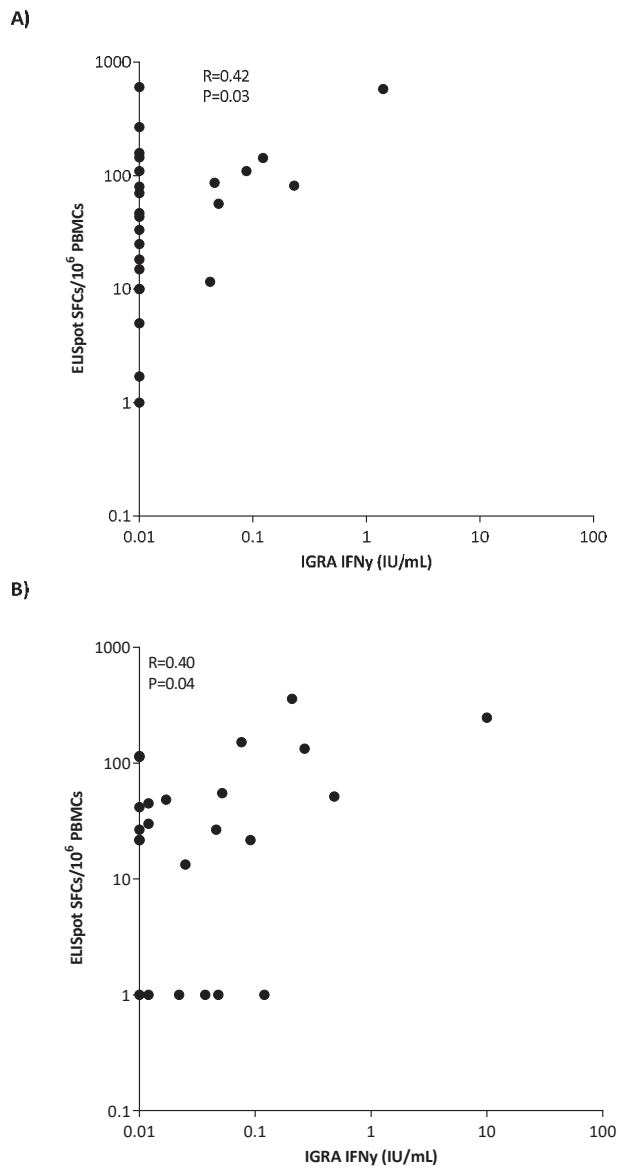 A)
R=0.42
P=0.03
1000
100
10
1
0.1
ELISpot SFCs/10⁶ PBMCs
0.01 0.1 1 10 100
IGRA IFNy (IU/mL)
B)
R=0.40
P=0.04
1000
100
10
1
0.1
ELISpot SFCs/10⁶ PBMCs
0.01 0.1 1 10 100
IGRA IFNy (IU/mL)